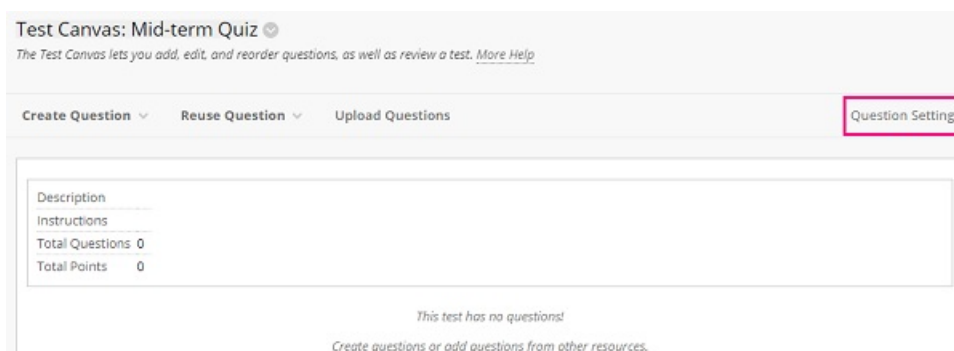 Test Canvas: Mid-term Quiz
The Test Canvas lets you add, edit, and reorder questions, as well as review a test. More Help
Create Question Reuse Question Upload Questions Question Setting
Description
Instructions
Total Questions 0
Total Points 0
This test has no questions!
Create questions or add questions from other resources.